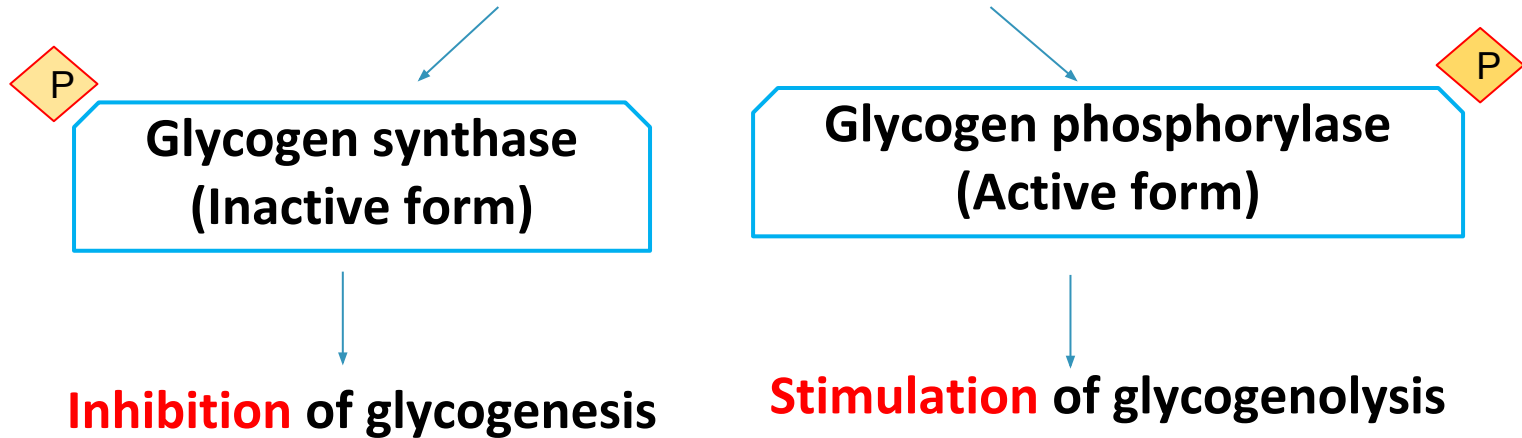 P
Glycogen synthase
(Inactive form)
Inhibition of glycogenesis
P
Glycogen phosphorylase
(Active form)
Stimulation of glycogenolysis